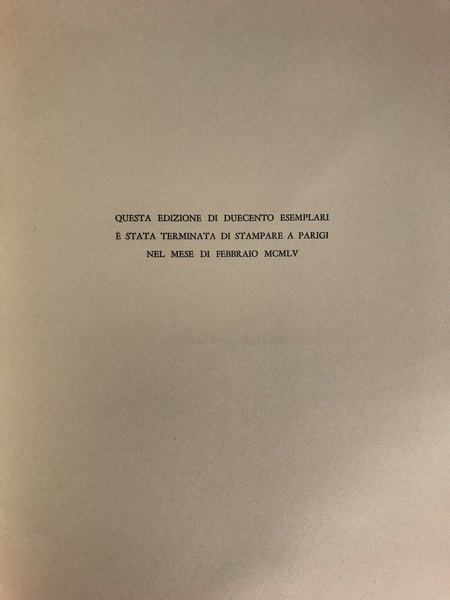 QUESTA EDIZIONE DI DUECENTO ESEMPLARI
È STATA TERMINATA DI STAMPARE A PARIGI
NEL MESE DI FEBBRAIO MCMLV